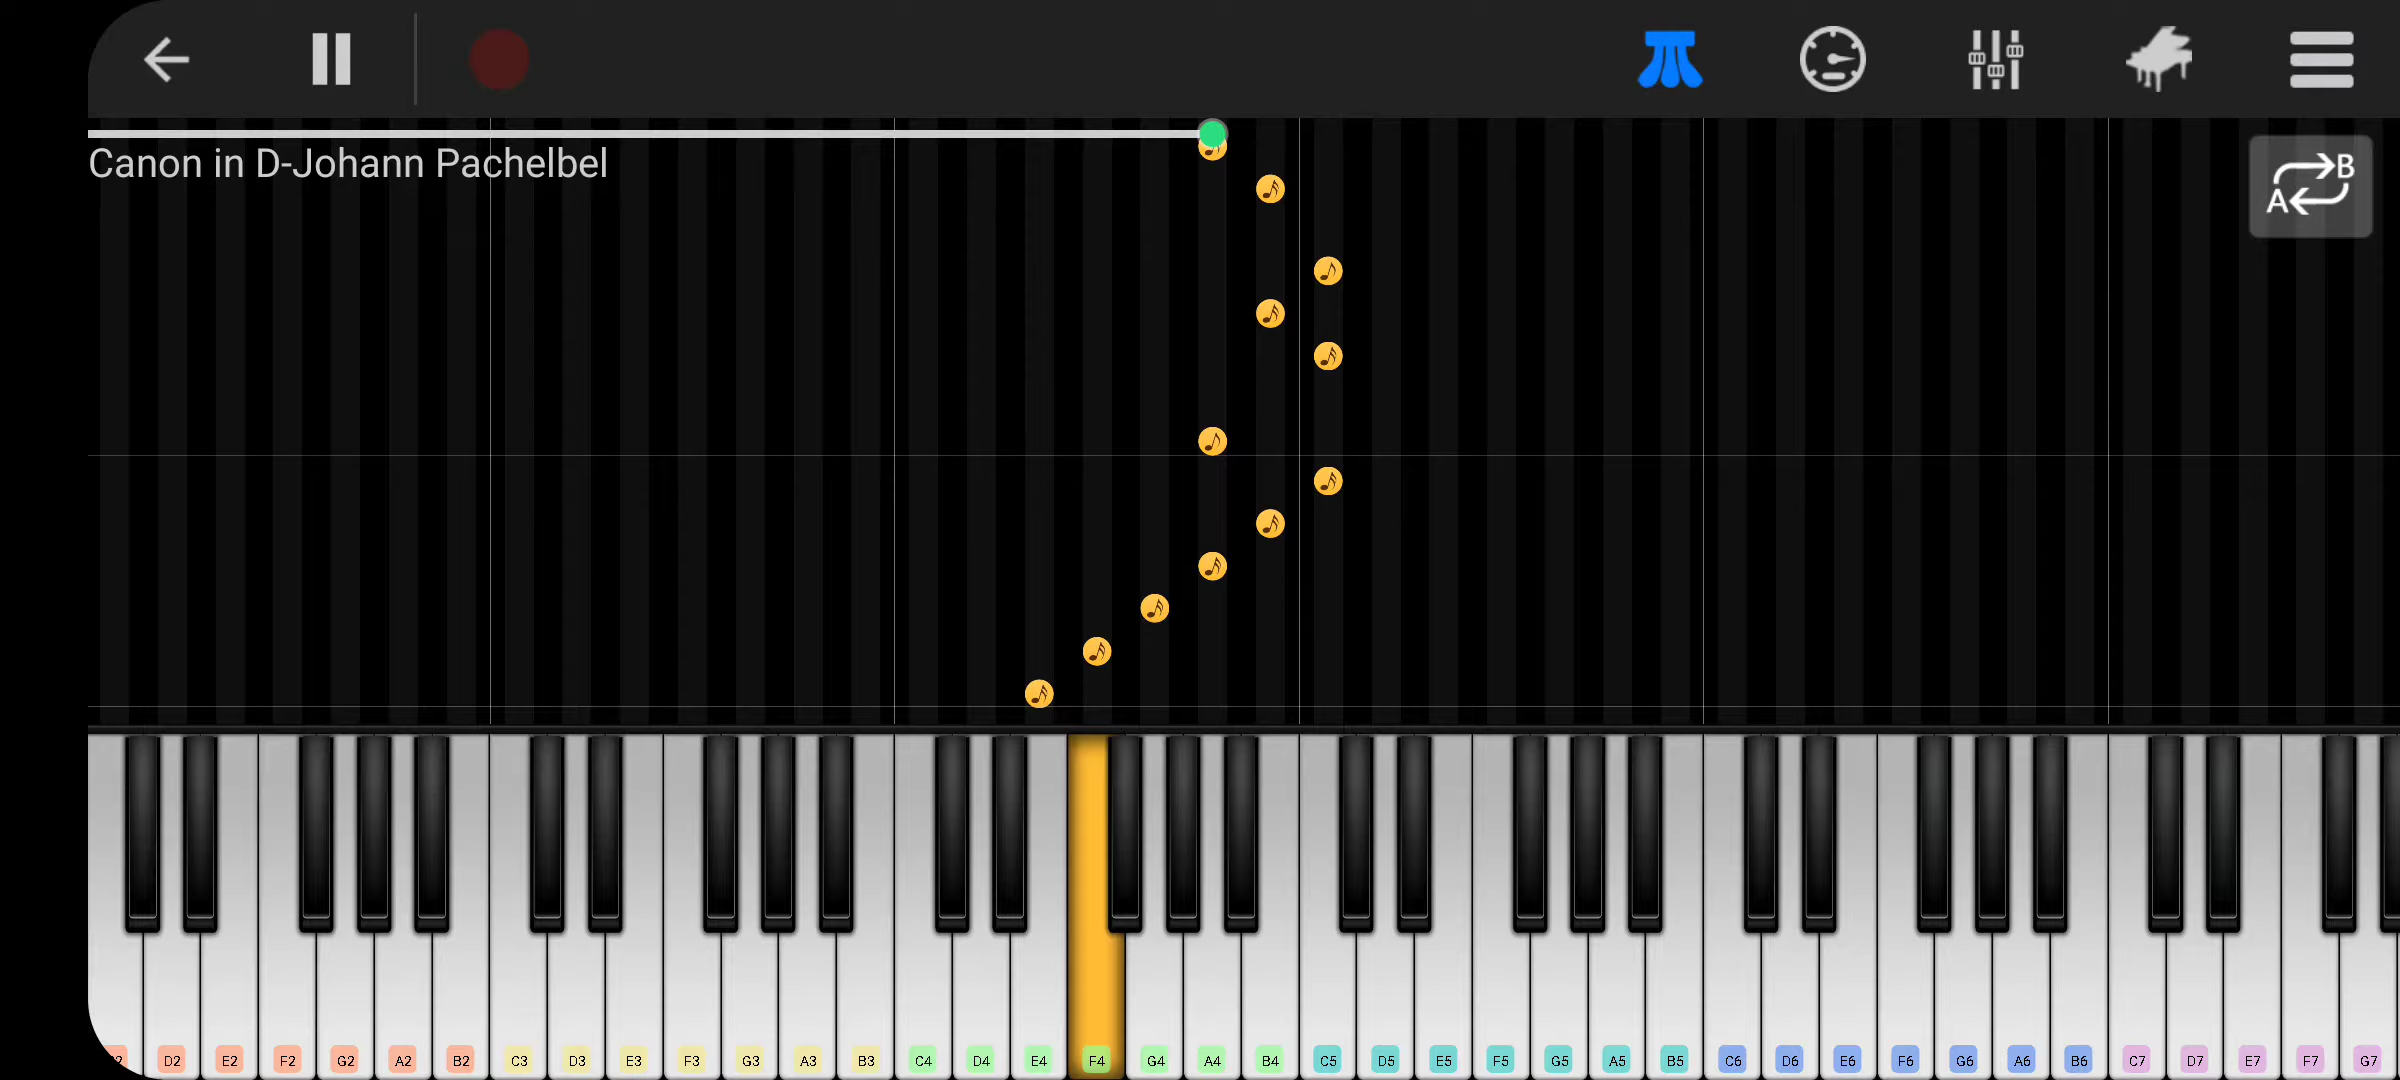 Canon in D-Johann Pachelbel
A B
D2 E2 F2 G2 A2 B2 C3 D3 E3 F3 G3 A3 B3 C4 D4 E4 F4 G4 A4 B4 C5 D5 E5 F5 G5 A5 B5 C6 D6 E6 F6 G6 A6 B6 C7 D7 E7 F7 G7